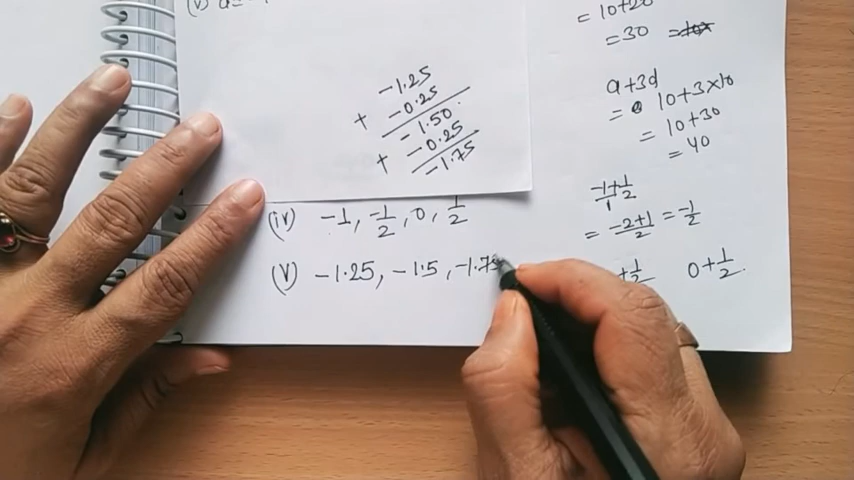 (v)
-1.25
+ -0.25
-1.50
+ -0.25
-1.75
(iv) -1, -1/2, 0, 1/2
(v) -1.25, -1.5, -1.75
= 10+20
= 30
a+3d
= 10+3×10
= 10+30
= 40
-1/1+1/2
= -2+1/2 = -1/2
+1/2 0+1/2